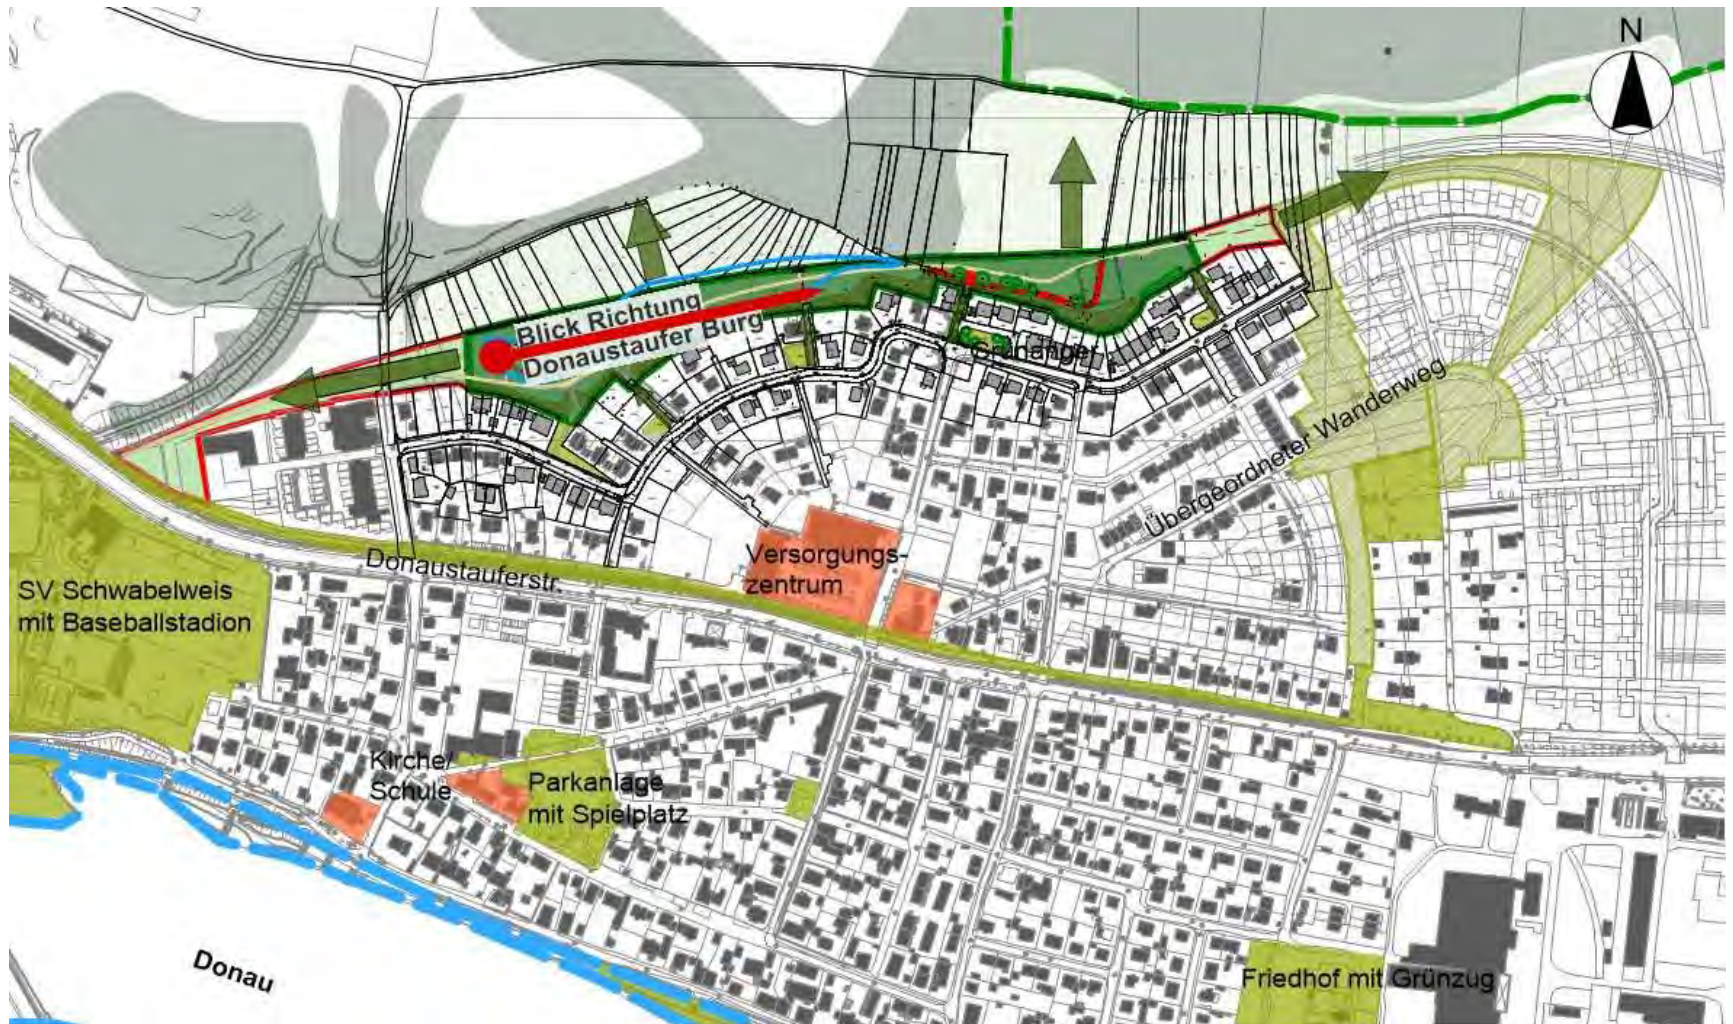 N
Blick Richtung
Donaustaufer Burg
Grünanger
Übergeordneter Wanderweg
Versorgungs-
zentrum
Donaustauferstr.
SV Schwabelweis
mit Baseballstadion
Kirche/
Schule
Parkanlage
mit Spielplatz
Donau
Friedhof mit Grünzug